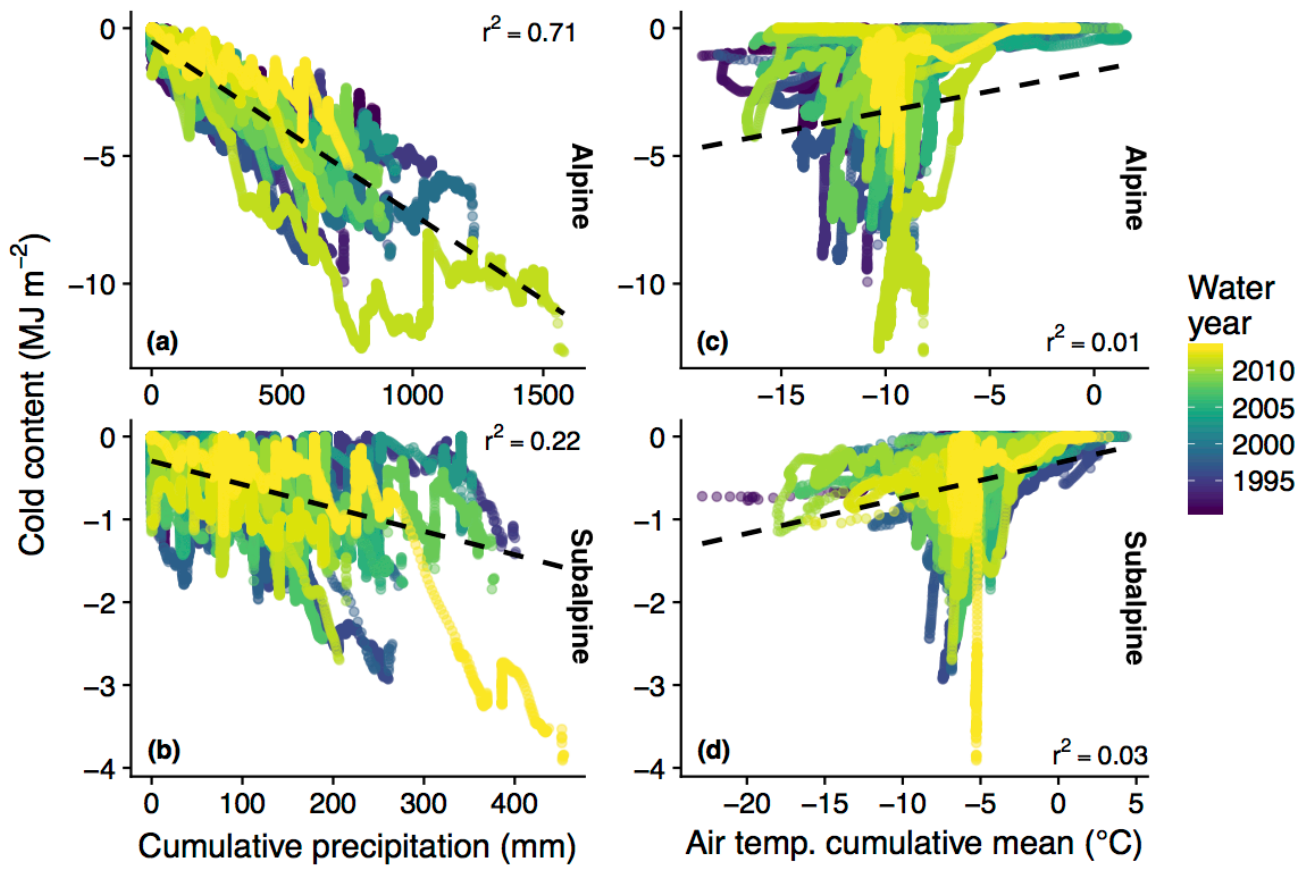 Cold content (MJ m−2)
0
−5
−10
r2 = 0.71
Alpine
(a)
0
500
1000
1500
0
−5
−10
Alpine
(c)
r2 = 0.01
−15
−10
−5
0
0
−1
−2
−3
−4
r2 = 0.22
Subalpine
(b)
0
100
200
300
400
Cumulative precipitation (mm)
0
−1
−2
−3
−4
Subalpine
(d)
r2 = 0.03
−20
−15
−10
−5
0
5
Air temp. cumulative mean (°C)
Water
year
2010
2005
2000
1995